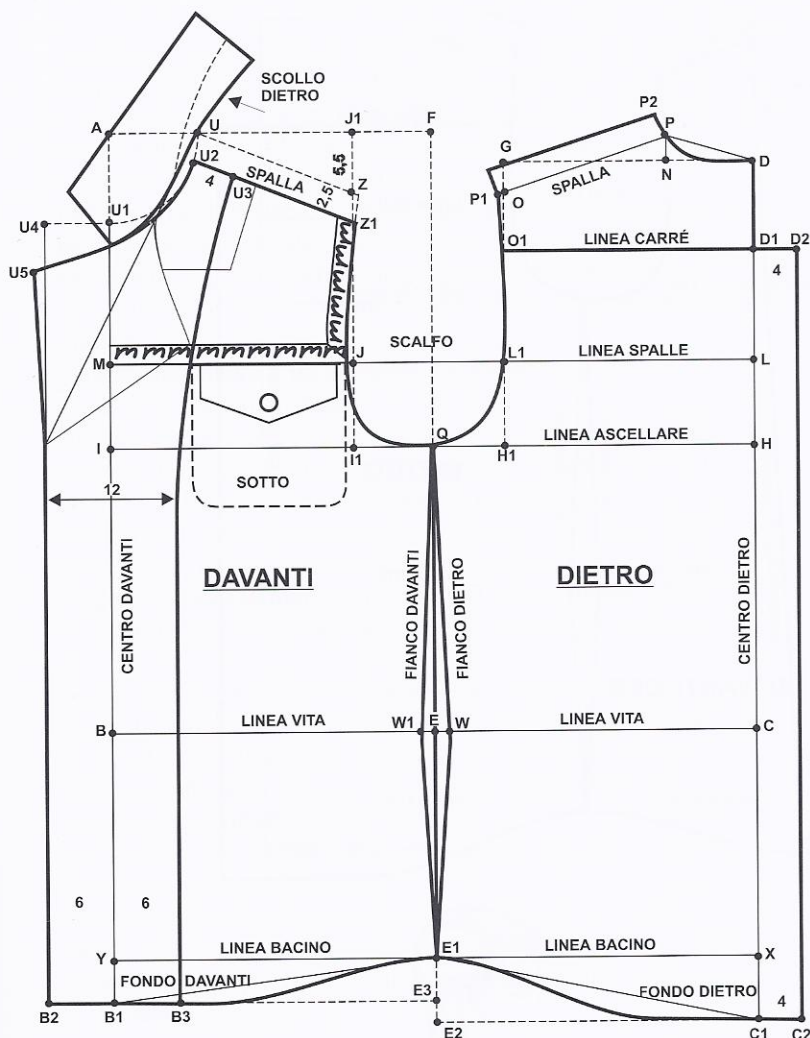 SCOLLO
DIETRO
A
U
J1
F
P2
P
G
N
D
U2
4
SPALLA
5,5
Z
SPALLA
O
P1
U3
2,5
U4
U1
Z1
O1
LINEA CARRÉ
D1
D2
4
U5
M
J
SCALFO
L1
LINEA SPALLE
L
I
I1
Q
H1
LINEA ASCELLARE
H
12
SOTTO
DAVANTI
DIETRO
CENTRO DAVANTI
FIANCO DAVANTI
FIANCO DIETRO
CENTRO DIETRO
B
LINEA VITA
W1
E
W
LINEA VITA
C
6
6
Y
LINEA BACINO
E1
LINEA BACINO
X
FONDO DAVANTI
FONDO DIETRO
4
B2
B1
B3
E3
E2
C1
C2